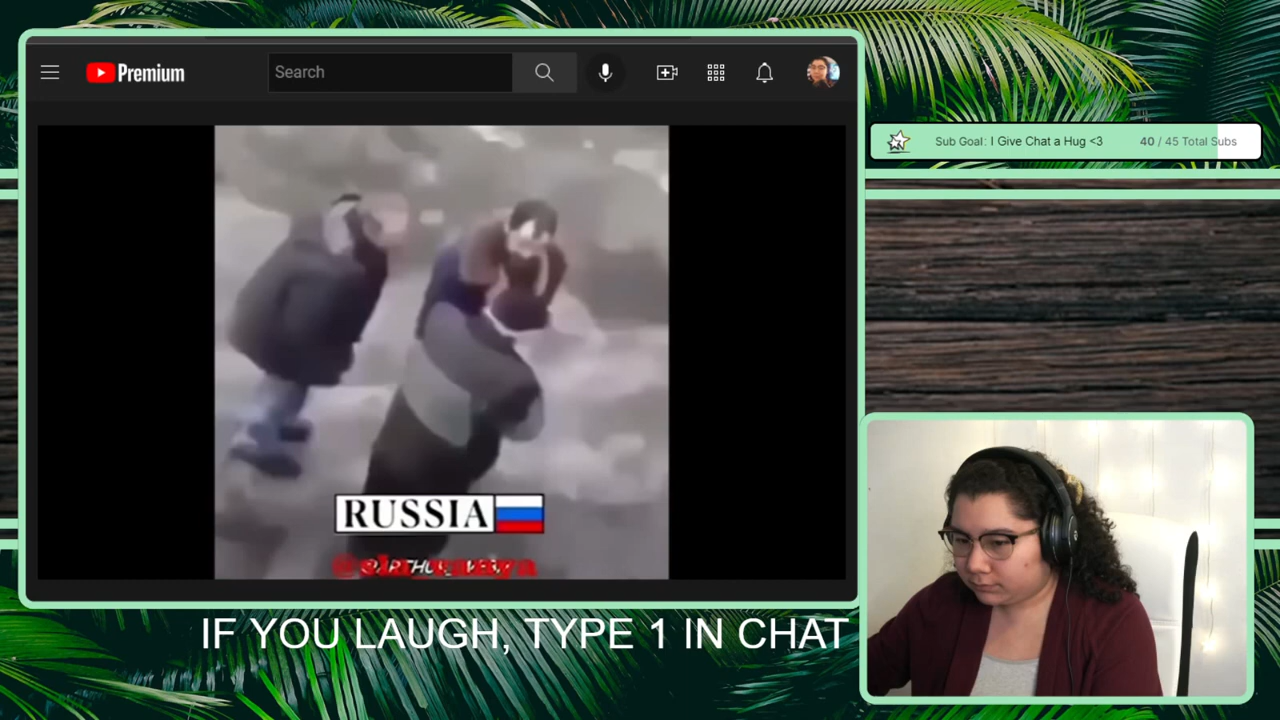 Premium
Search
Sub Goal: I Give Chat a Hug <3
40 / 45 Total Subs
RUSSIA
IF YOU LAUGH, TYPE 1 IN CHAT